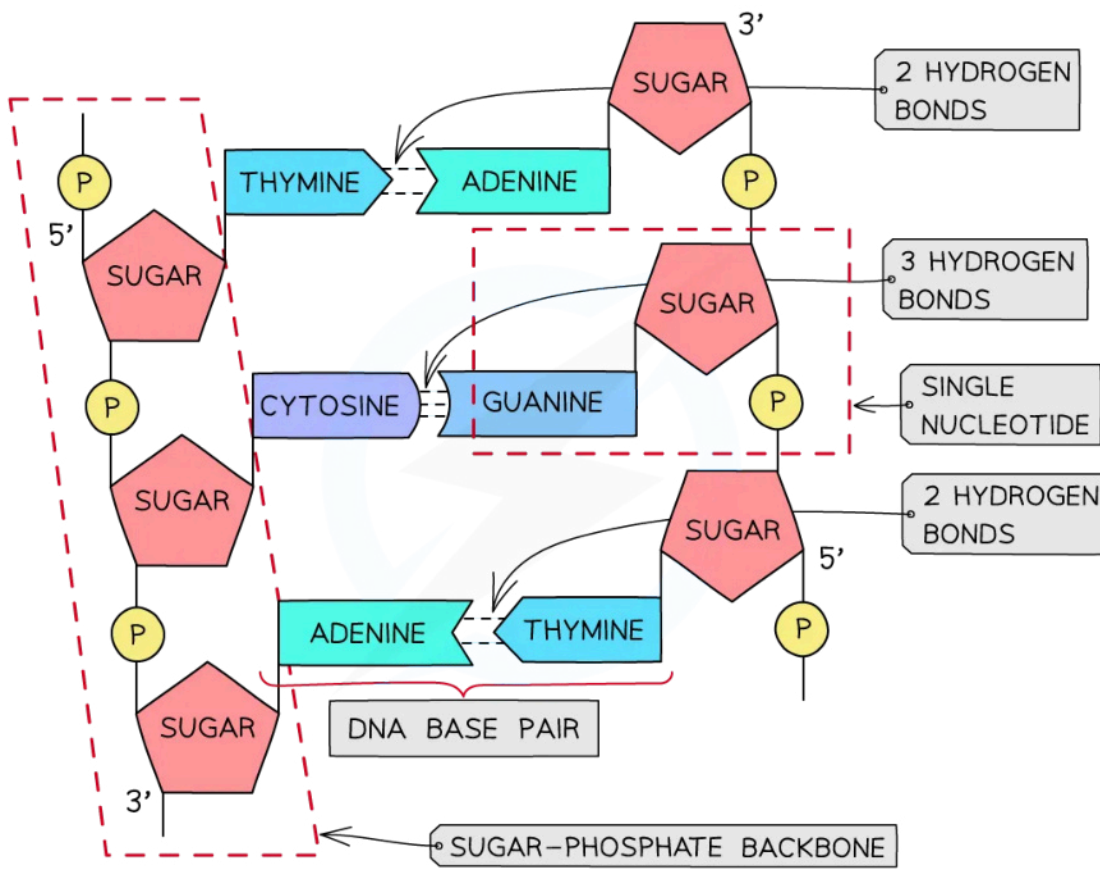 3’
SUGAR
2 HYDROGEN
BONDS
P
THYMINE
ADENINE
P
5’
SUGAR
SUGAR
3 HYDROGEN
BONDS
P
CYTOSINE
GUANINE
P
SINGLE
NUCLEOTIDE
SUGAR
SUGAR
2 HYDROGEN
BONDS
5’
P
ADENINE
THYMINE
P
SUGAR
DNA BASE PAIR
3’
SUGAR-PHOSPHATE BACKBONE